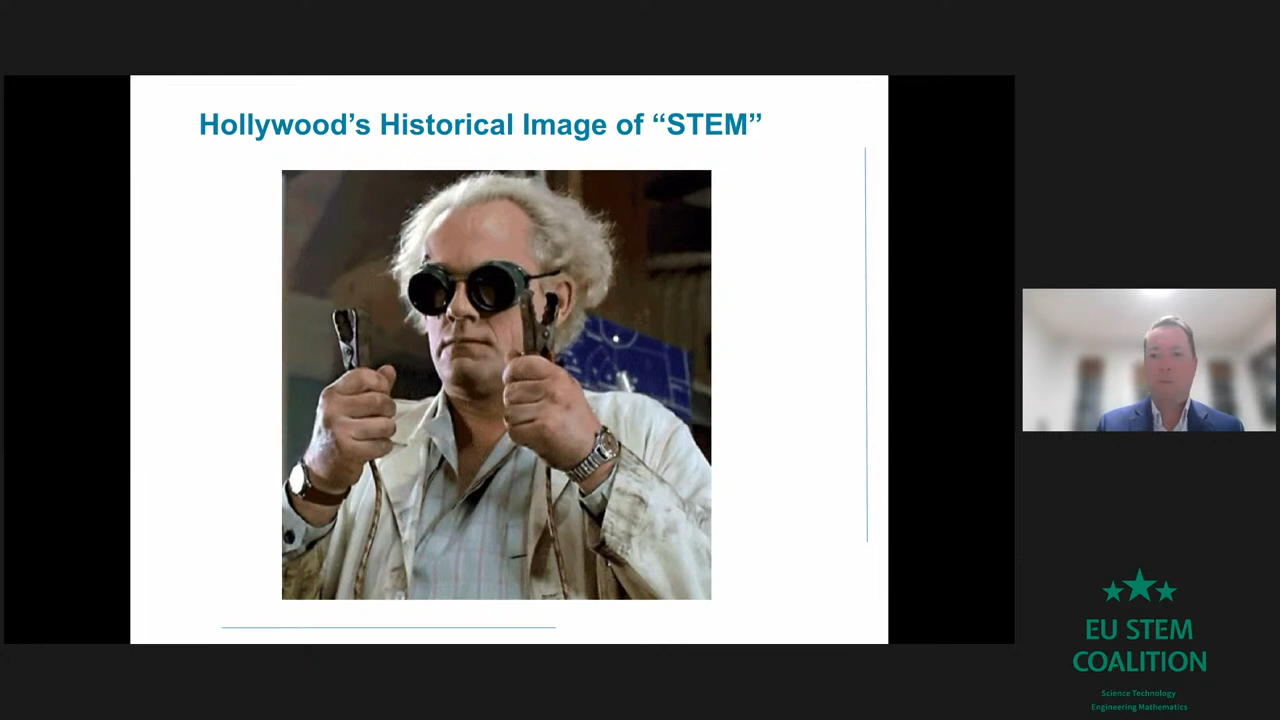 Hollywood’s Historical Image of “STEM”
EU STEM
COALITION
Science Technology
Engineering Mathematics